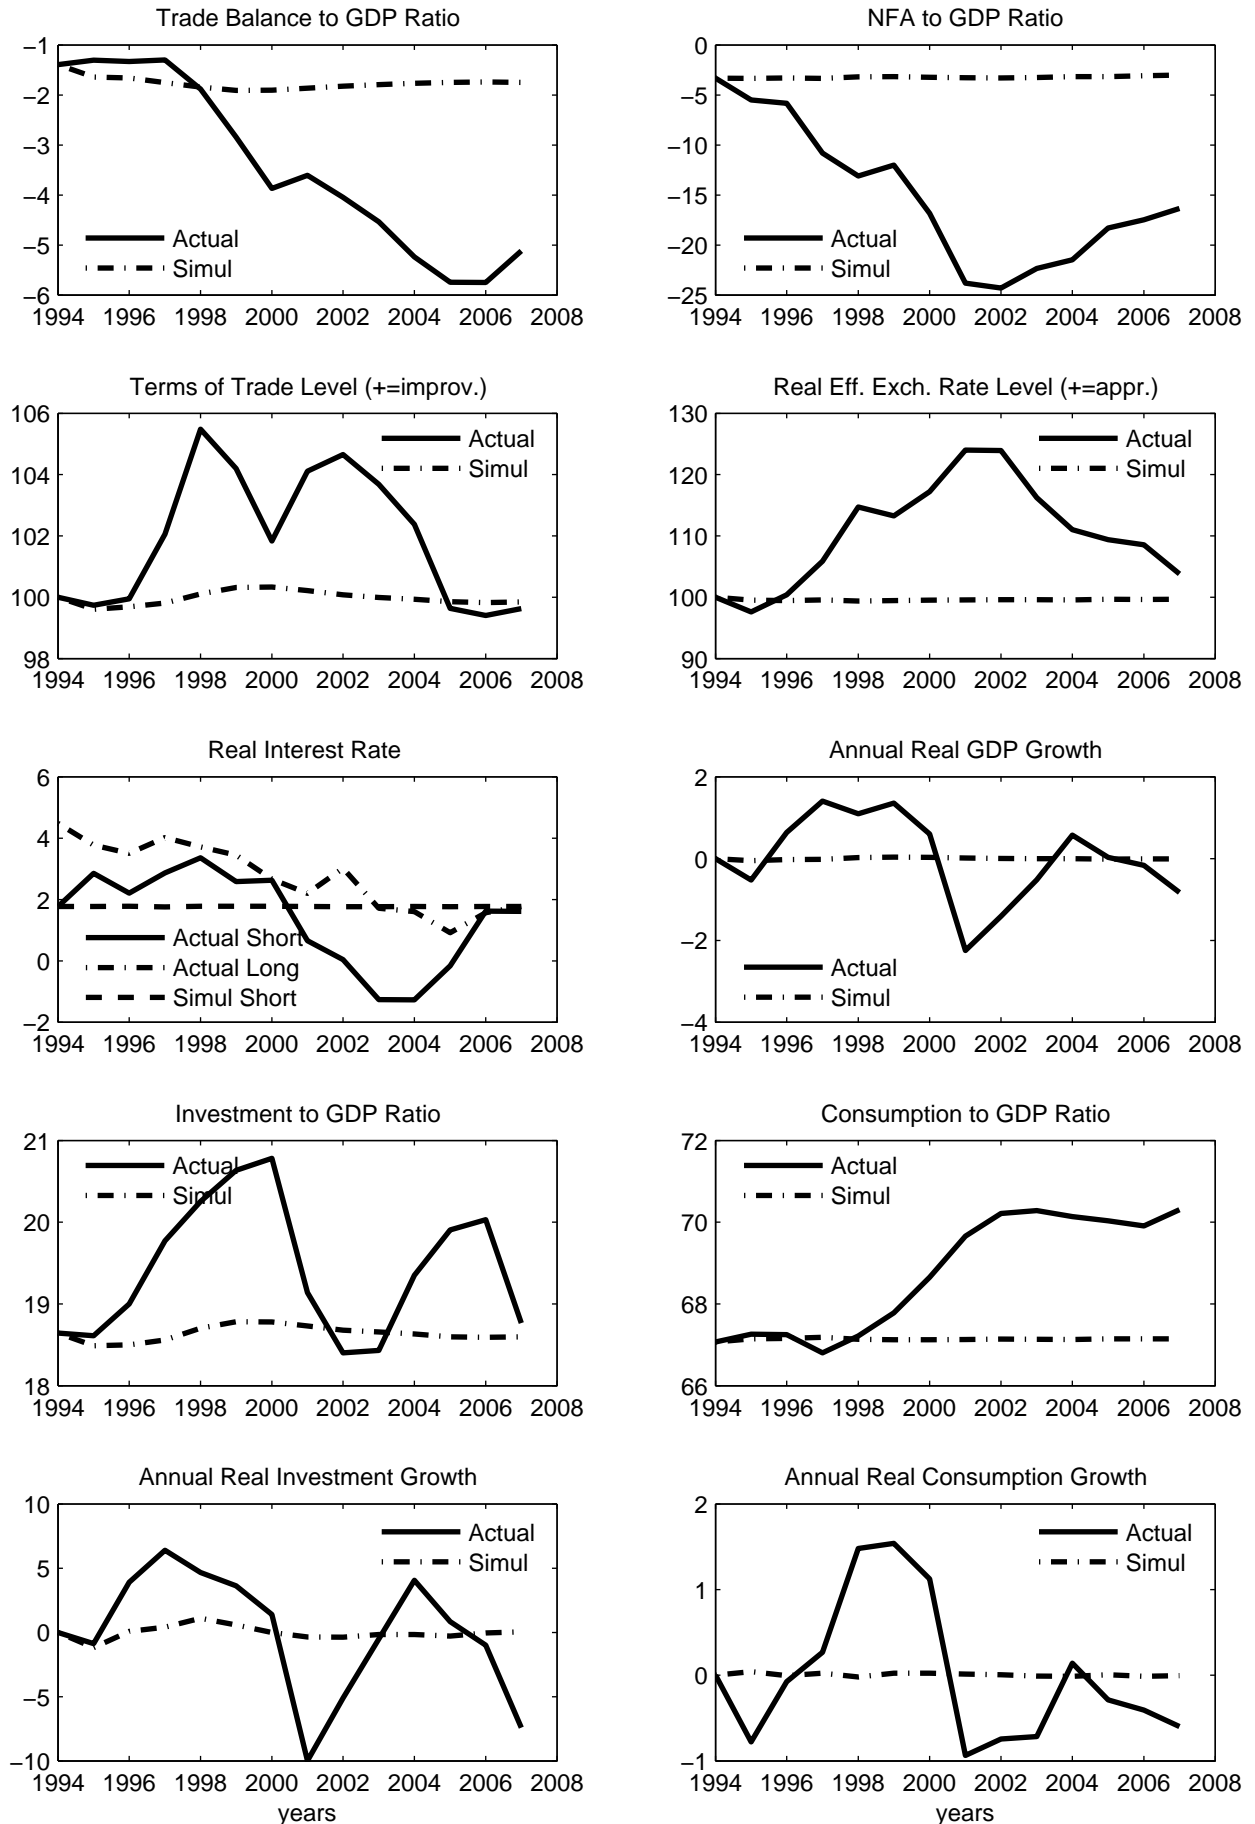 Trade Balance to GDP Ratio
−1
−2
−3
−4
−5
−6
Actual
Simul
1994 1996 1998 2000 2002 2004 2006 2008
NFA to GDP Ratio
0
−5
−10
−15
−20
−25
Actual
Simul
1994 1996 1998 2000 2002 2004 2006 2008
Terms of Trade Level (+=improv.)
106
104
102
100
98
Actual
Simul
1994 1996 1998 2000 2002 2004 2006 2008
Real Eff. Exch. Rate Level (+=appr.)
130
120
110
100
90
Actual
Simul
1994 1996 1998 2000 2002 2004 2006 2008
Real Interest Rate
6
4
2
0
−2
Actual Short
Actual Long
Simul Short
1994 1996 1998 2000 2002 2004 2006 2008
Annual Real GDP Growth
2
0
−2
−4
Actual
Simul
1994 1996 1998 2000 2002 2004 2006 2008
Investment to GDP Ratio
21
20
19
18
Actual
Simul
1994 1996 1998 2000 2002 2004 2006 2008
Consumption to GDP Ratio
72
70
68
66
Actual
Simul
1994 1996 1998 2000 2002 2004 2006 2008
Annual Real Investment Growth
10
5
0
−5
−10
Actual
Simul
1994 1996 1998 2000 2002 2004 2006 2008
years
Annual Real Consumption Growth
2
1
0
−1
Actual
Simul
1994 1996 1998 2000 2002 2004 2006 2008
years